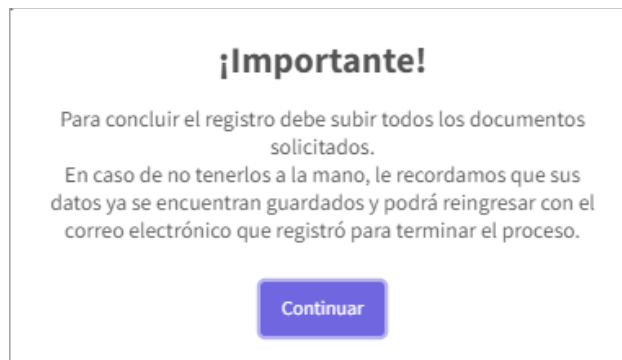 ¡Importante!
Para concluir el registro debe subir todos los documentos
solicitados.
En caso de no tenerlos a la mano, le recordamos que sus
datos ya se encuentran guardados y podrá reingresar con el
correo electrónico que registró para terminar el proceso.
Continuar